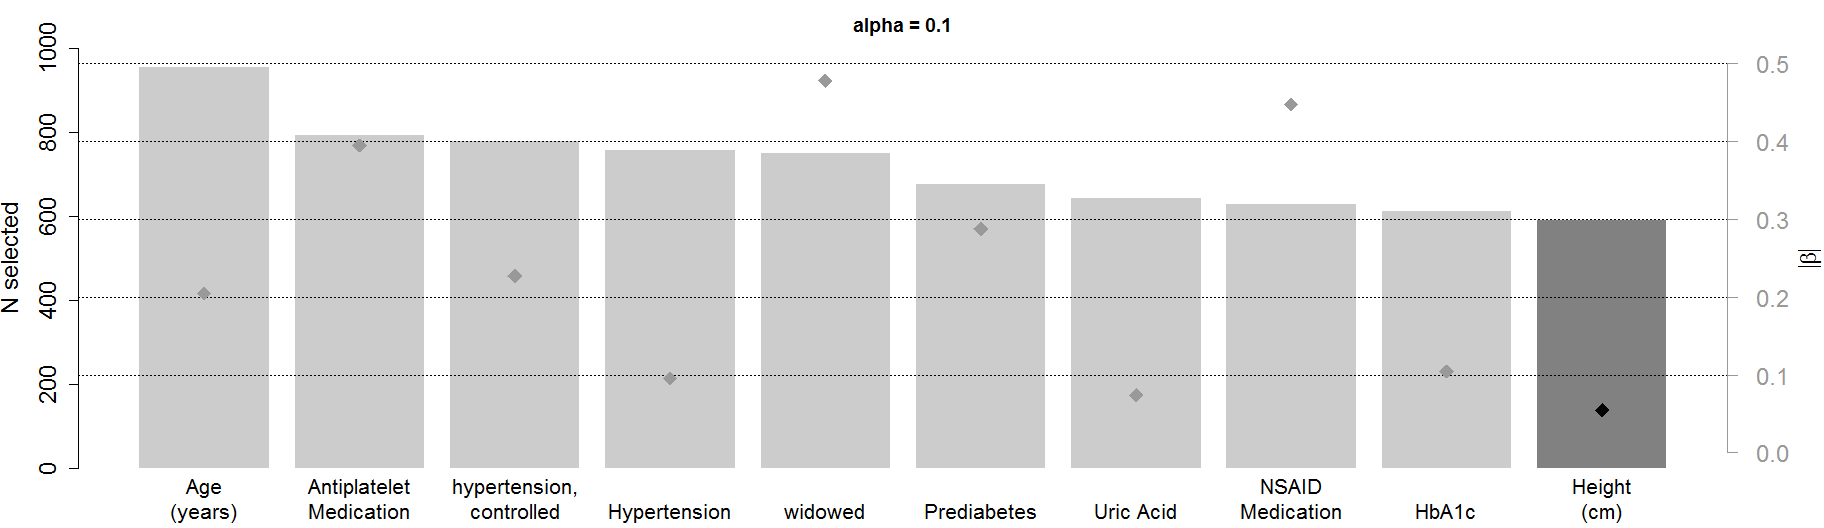 alpha = 0.1
N selected
1000
800
600
400
200
0
0.5
0.4
0.3
0.2
0.1
0.0
|β|
Age
(years)
Antiplatelet
Medication
hypertension,
controlled
Hypertension
widowed
Prediabetes
Uric Acid
NSAID
Medication
HbA1c
Height
(cm)